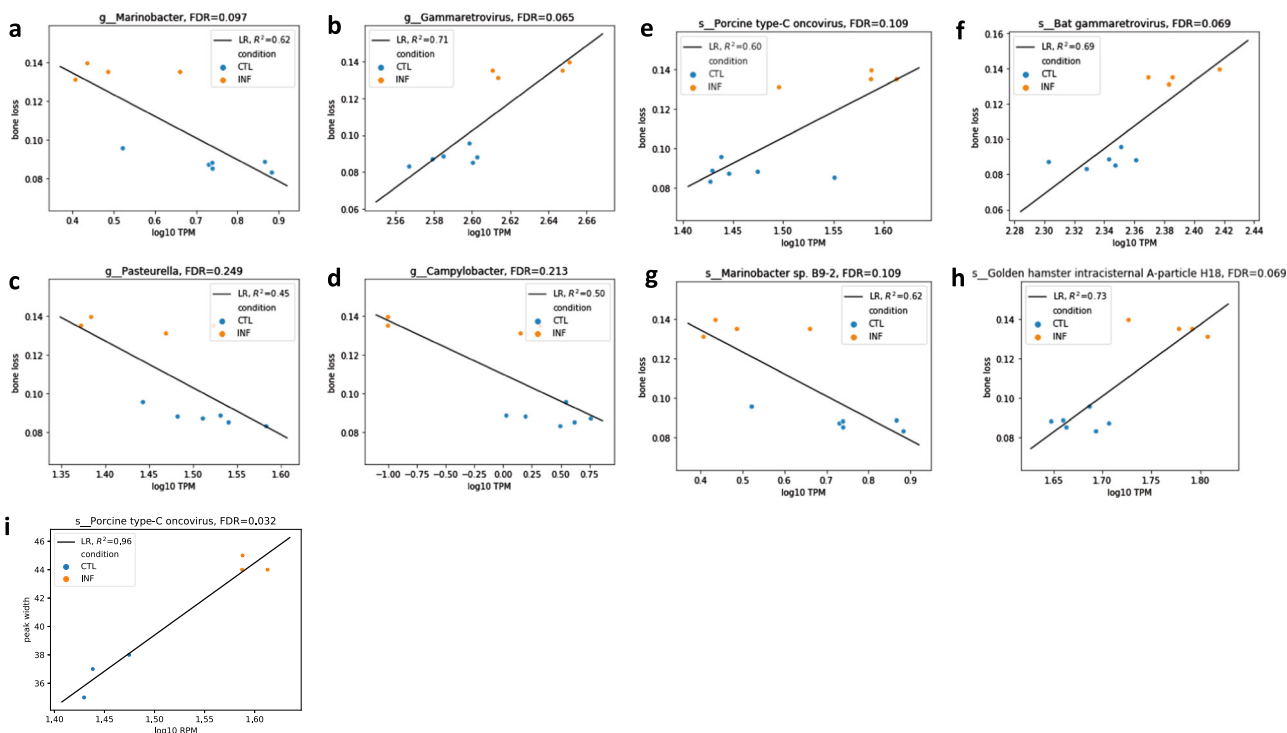 a
g__Marinobacter, FDR=0.097
LR, R²=0.62
condition
CTL
INF
bone loss
0.14
0.12
0.10
0.08
0.4
0.5
0.6
0.7
0.8
0.9
log10 TPM
b
g__Gammaretrovirus, FDR=0.065
LR, R²=0.71
condition
CTL
INF
bone loss
0.14
0.12
0.10
0.08
0.06
2.56
2.58
2.60
2.62
2.64
2.66
log10 TPM
e
s__Porcine type-C oncovirus, FDR=0.109
LR, R²=0.60
condition
CTL
INF
bone loss
0.14
0.12
0.10
0.08
1.40
1.45
1.50
1.55
1.60
log10 TPM
f
s__Bat gammaretrovirus, FDR=0.069
LR, R²=0.69
condition
CTL
INF
bone loss
0.14
0.12
0.10
0.08
0.06
2.28
2.30
2.32
2.34
2.36
2.38
2.40
2.42
2.44
log10 TPM
c
g__Pasteurella, FDR=0.249
LR, R²=0.45
condition
CTL
INF
bone loss
0.14
0.12
0.10
0.08
1.35
1.40
1.45
1.50
1.55
1.60
log10 TPM
d
g__Campylobacter, FDR=0.213
LR, R²=0.50
condition
CTL
INF
bone loss
0.14
0.12
0.10
0.08
−1.00
−0.75
−0.50
−0.25
0.00
0.25
0.50
0.75
log10 TPM
g
s__Marinobacter sp. B9-2, FDR=0.109
LR, R²=0.62
condition
CTL
INF
bone loss
0.14
0.12
0.10
0.08
0.4
0.5
0.6
0.7
0.8
0.9
log10 TPM
h
s__Golden hamster intracisternal A-particle H18, FDR=0.069
LR, R²=0.73
condition
CTL
INF
bone loss
0.14
0.12
0.10
0.08
1.65
1.70
1.75
1.80
log10 TPM
i
s__Porcine type-C oncovirus, FDR=0.032
LR, R²=0,96
condition
CTL
INF
peak width
46
44
42
40
38
36
1,40
1,45
1,50
1,55
1,60
log10 RPM